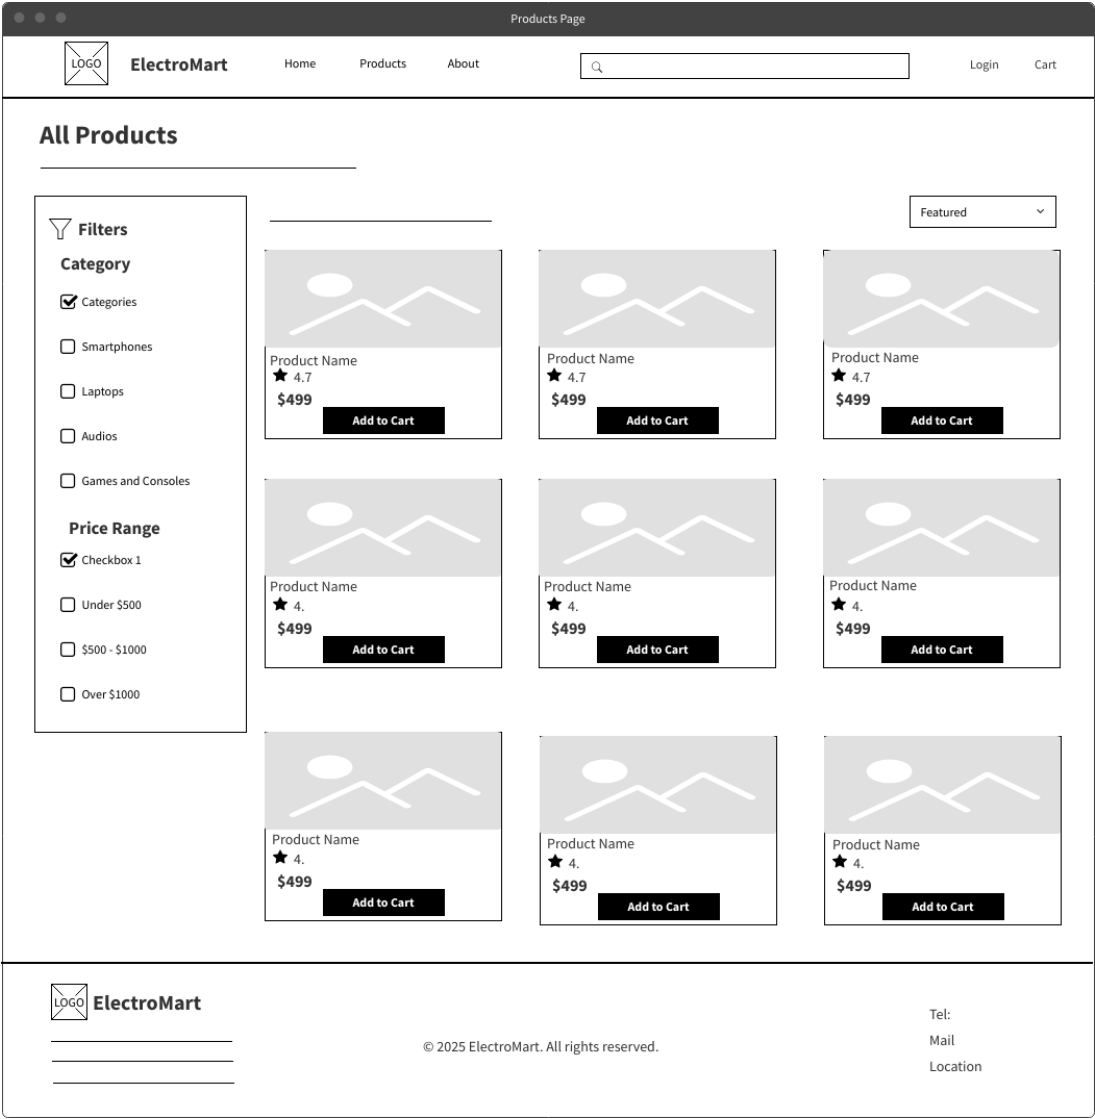 Products Page
LOGO ElectroMart Home Products About Login Cart
All Products
Filters
Featured
Category
Categories
Smartphones
Laptops
Audios
Games and Consoles
Price Range
Checkbox 1
Under $500
$500 - $1000
Over $1000
Product Name
4.7
$499
Add to Cart
Product Name
4.7
$499
Add to Cart
Product Name
4.7
$499
Add to Cart
Product Name
4.
$499
Add to Cart
Product Name
4.
$499
Add to Cart
Product Name
4.
$499
Add to Cart
Product Name
4.
$499
Add to Cart
Product Name
4.
$499
Add to Cart
Product Name
4.
$499
Add to Cart
LOGO ElectroMart
© 2025 ElectroMart. All rights reserved.
Tel:
Mail
Location